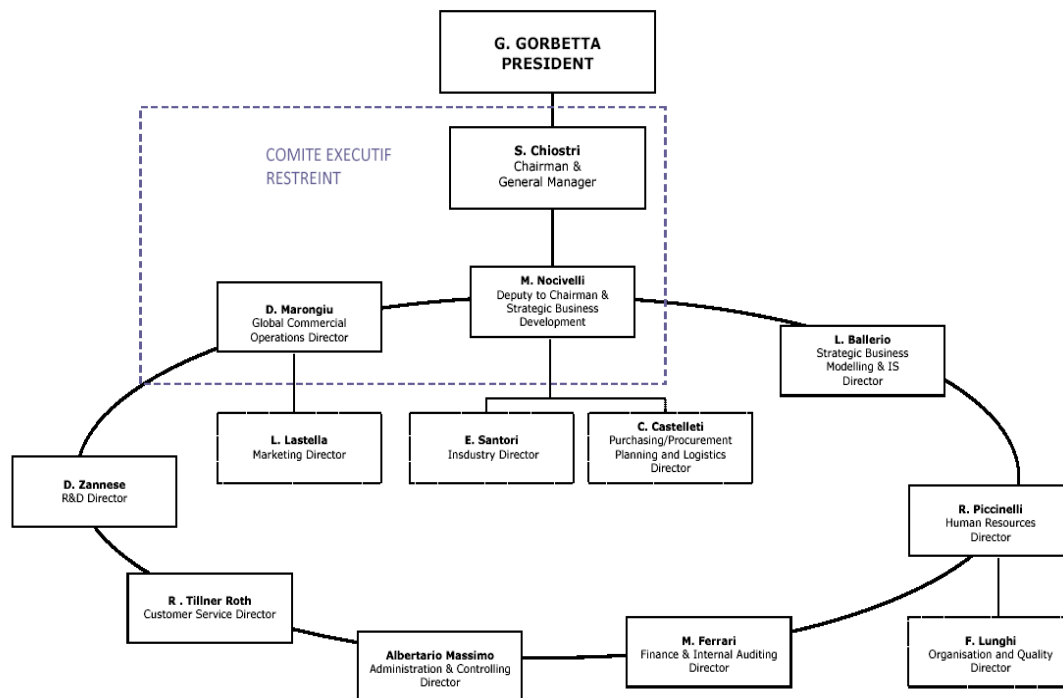 G. GORBETTA
PRESIDENT
COMITE EXECUTIF
RESTREINT
S. Chiostri
Chairman &
General Manager
M. Nocivelli
Deputy to Chairman &
Strategic Business
Development
D. Marongiu
Global Commercial
Operations Director
L. Ballerio
Strategic Business
Modelling & IS
Director
L. Lastella
Marketing Director
E. Santori
Insdustry Director
C. Castelleti
Purchasing/Procurement
Planning and Logistics
Director
D. Zannese
R&D Director
R. Piccinelli
Human Resources
Director
R . Tillner Roth
Customer Service Director
Albertario Massimo
Administration & Controlling
Director
M. Ferrari
Finance & Internal Auditing
Director
F. Lunghi
Organisation and Quality
Director